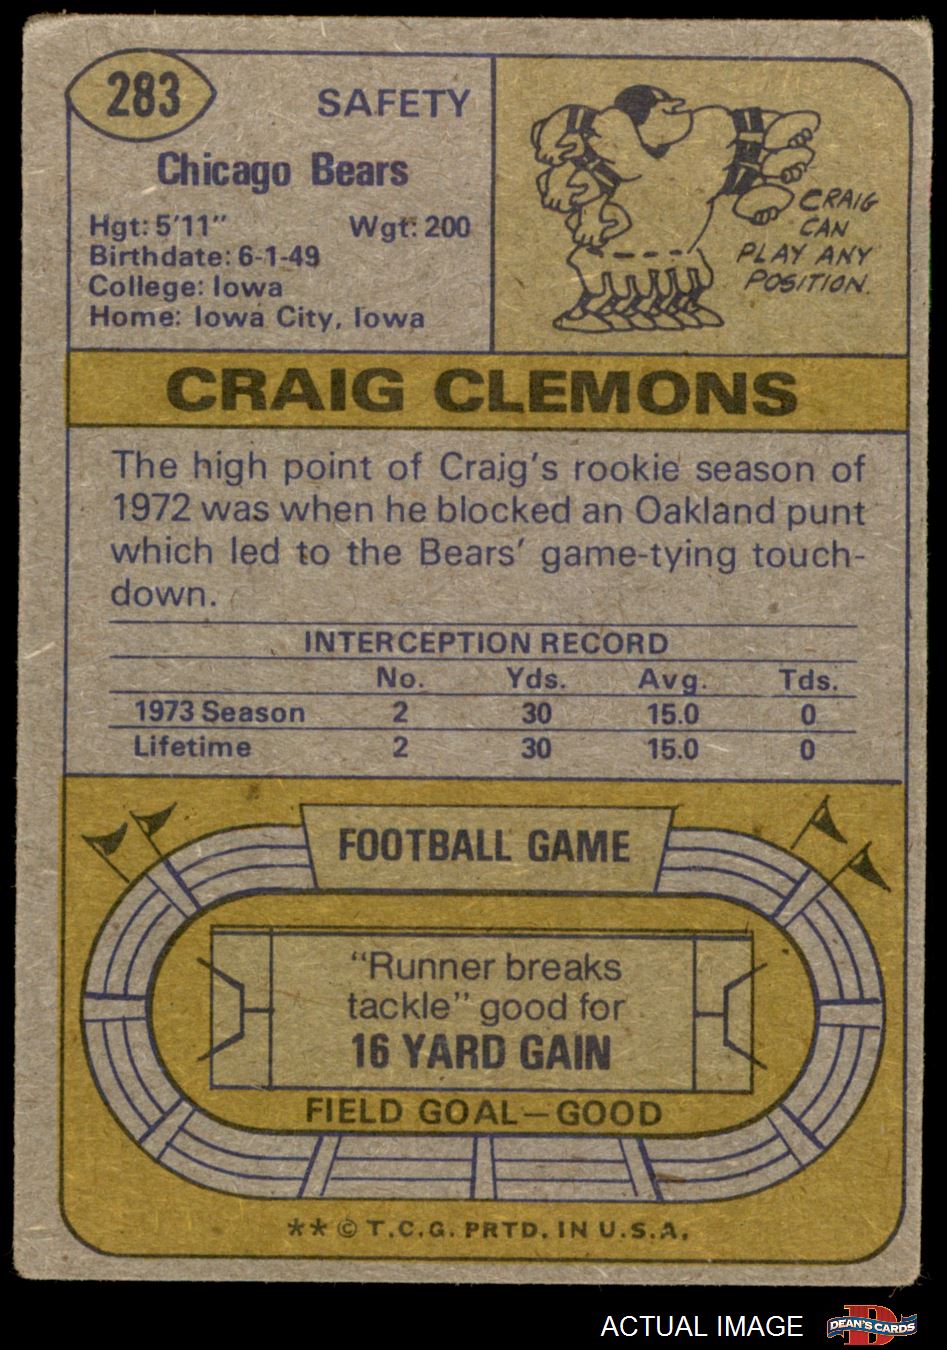 283
SAFETY
Chicago Bears
Hgt: 5'11" Wgt: 200
Birthdate: 6-1-49
College: Iowa
Home: Iowa City, Iowa
CRAIG
CAN
PLAY ANY
POSITION.
CRAIG CLEMONS
The high point of Craig's rookie season of
1972 was when he blocked an Oakland punt
which led to the Bears' game-tying touch-
down.
INTERCEPTION RECORD
No. Yds. Avg. Tds.
1973 Season 2 30 15.0 0
Lifetime 2 30 15.0 0
FOOTBALL GAME
"Runner breaks
tackle" good for
16 YARD GAIN
FIELD GOAL—GOOD
** © T.C.G. PRTD. IN U.S.A.
ACTUAL IMAGE
D
DEAN'S CARDS